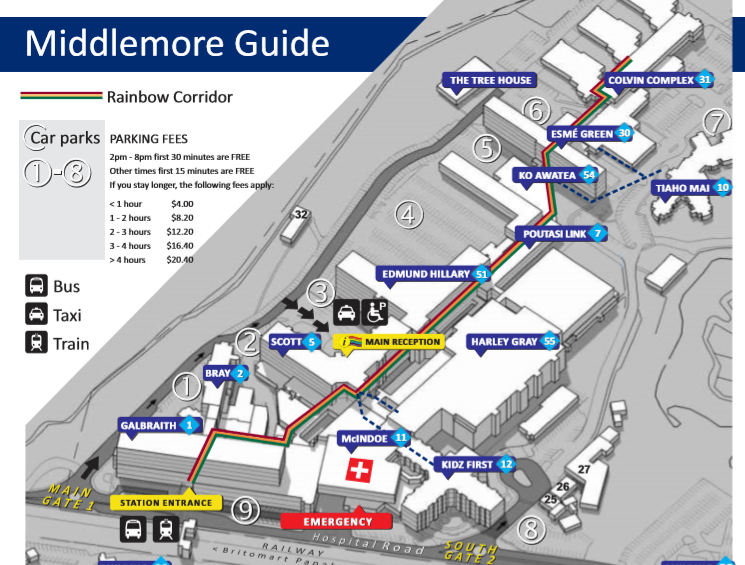 Middlemore Guide
Rainbow Corridor
Car parks
1-8
PARKING FEES
2pm - 8pm first 30 minutes are FREE
Other times first 15 minutes are FREE
If you stay longer, the following fees apply:
< 1 hour $4.00
1 - 2 hours $8.20
2 - 3 hours $12.20
3 - 4 hours $16.40
> 4 hours $20.40
Bus
Taxi
Train
THE TREE HOUSE
COLVIN COMPLEX 31
6
ESMÉ GREEN 30
7
5
KO AWATEA 54
TIAHO MAI 10
4
32
POUTASI LINK 7
EDMUND HILLARY 51
3
P
2
SCOTT 5
i MAIN RECEPTION
HARLEY GRAY 55
1
BRAY 2
GALBRAITH 1
McINDOE 11
KIDZ FIRST 12
27
26
25
MAIN
GATE 1
STATION ENTRANCE
9
EMERGENCY
8
Hospital Road
SOUTH
GATE 2
RAILWAY
< Britomart